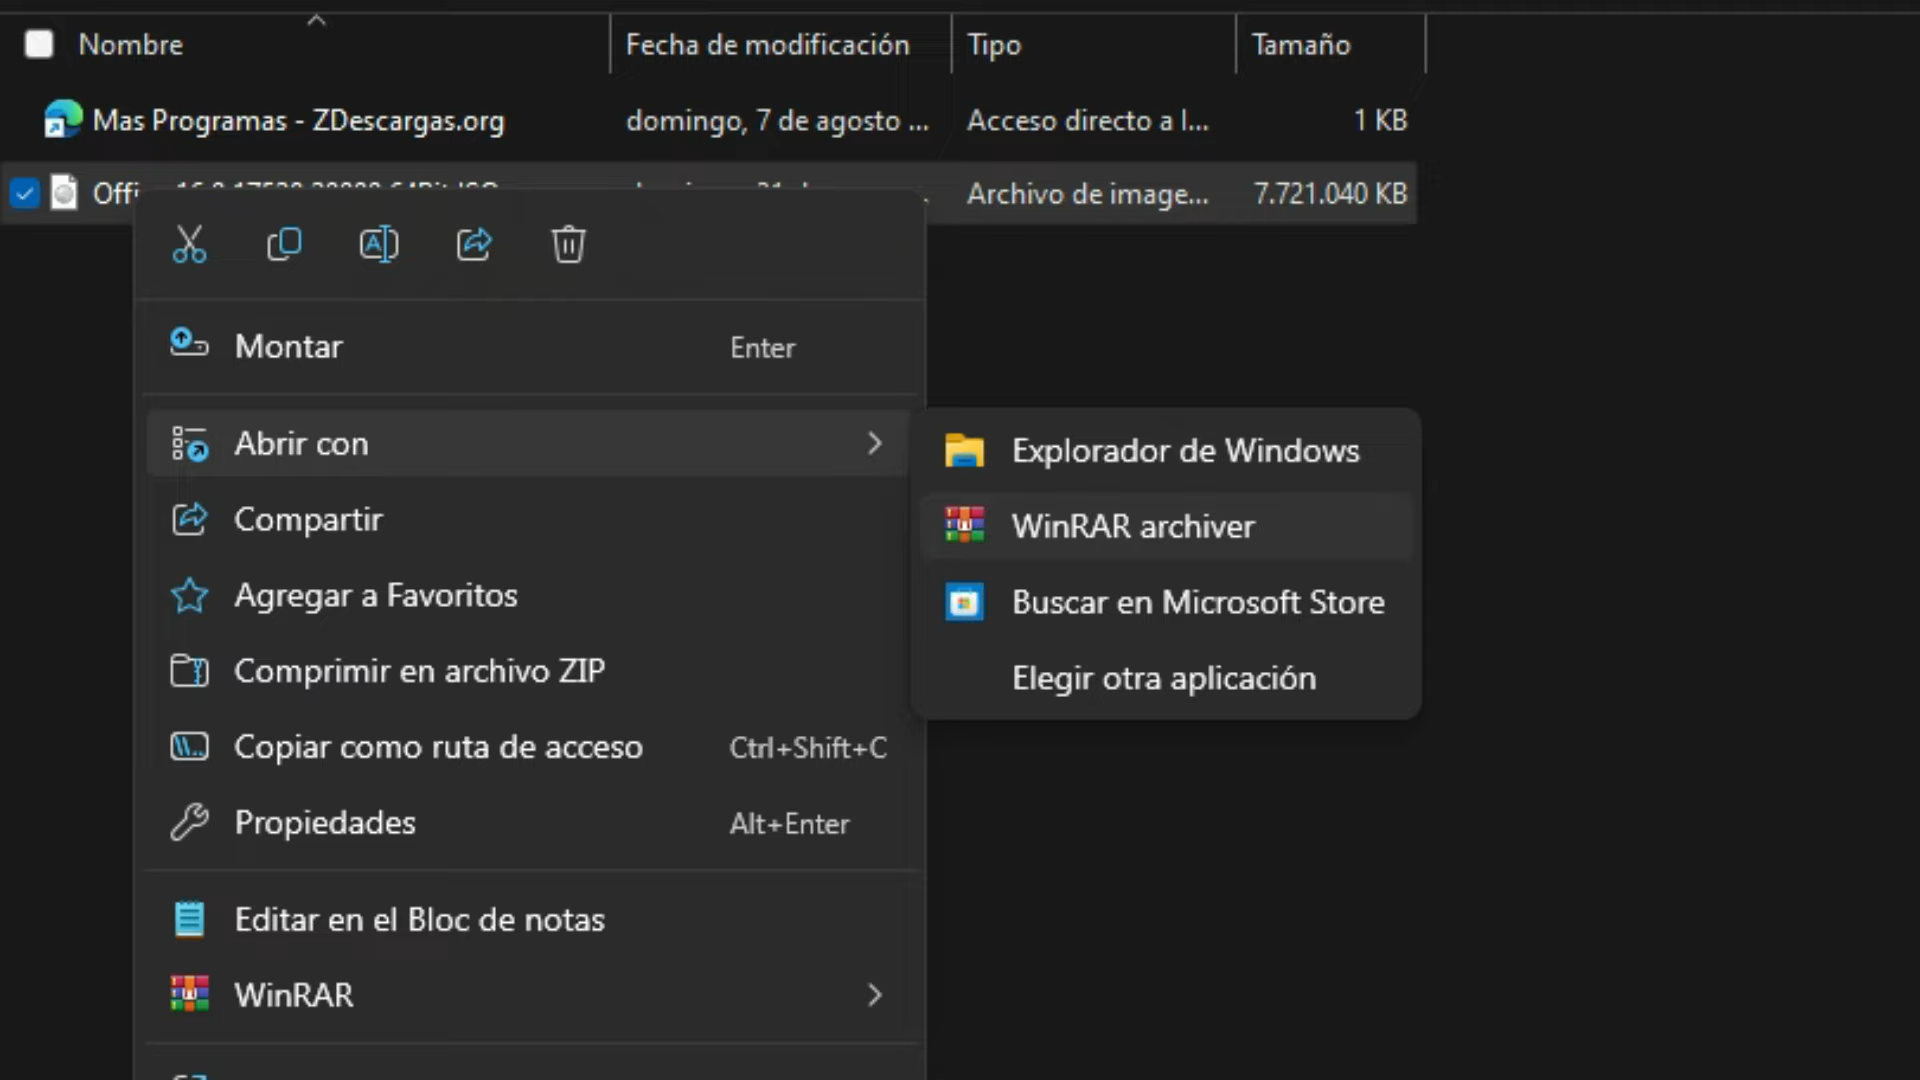 Nombre Fecha de modificación Tipo Tamaño
Mas Programas - ZDescargas.org domingo, 7 de agosto ... Acceso directo a I... 1 KB
Archivo de image... 7.721.040 KB
Montar Enter
Abrir con
Explorador de Windows
WinRAR archiver
Buscar en Microsoft Store
Elegir otra aplicación
Compartir
Agregar a Favoritos
Comprimir en archivo ZIP
Copiar como ruta de acceso Ctrl+Shift+C
Propiedades Alt+Enter
Editar en el Bloc de notas
WinRAR